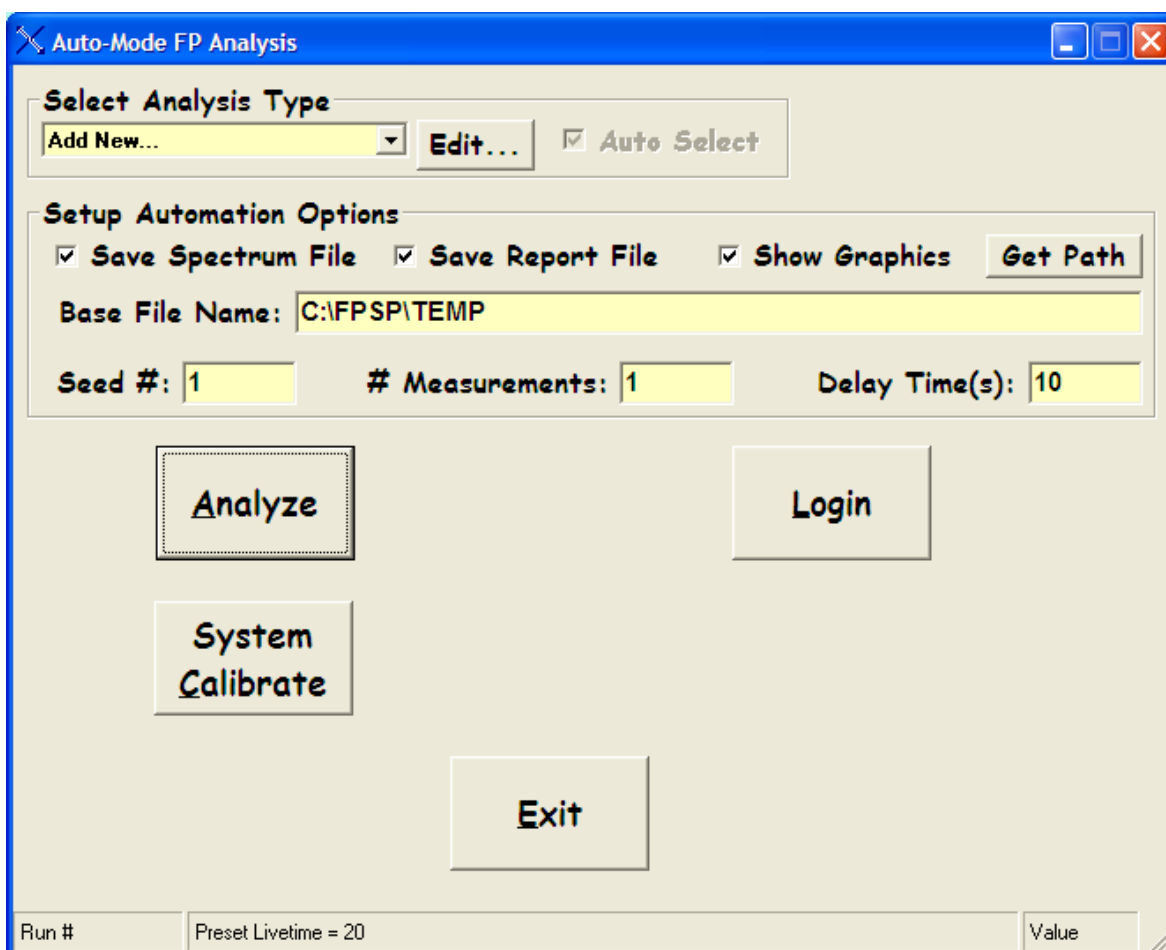 Auto-Mode FP Analysis
Select Analysis Type
Add New... Edit... Auto Select
Setup Automation Options
Save Spectrum File Save Report File Show Graphics Get Path
Base File Name: C:\FPSP\TEMP
Seed #: 1 # Measurements: 1 Delay Time(s): 10
Analyze Login
System
Calibrate
Exit
Run # Preset Livetime = 20 Value